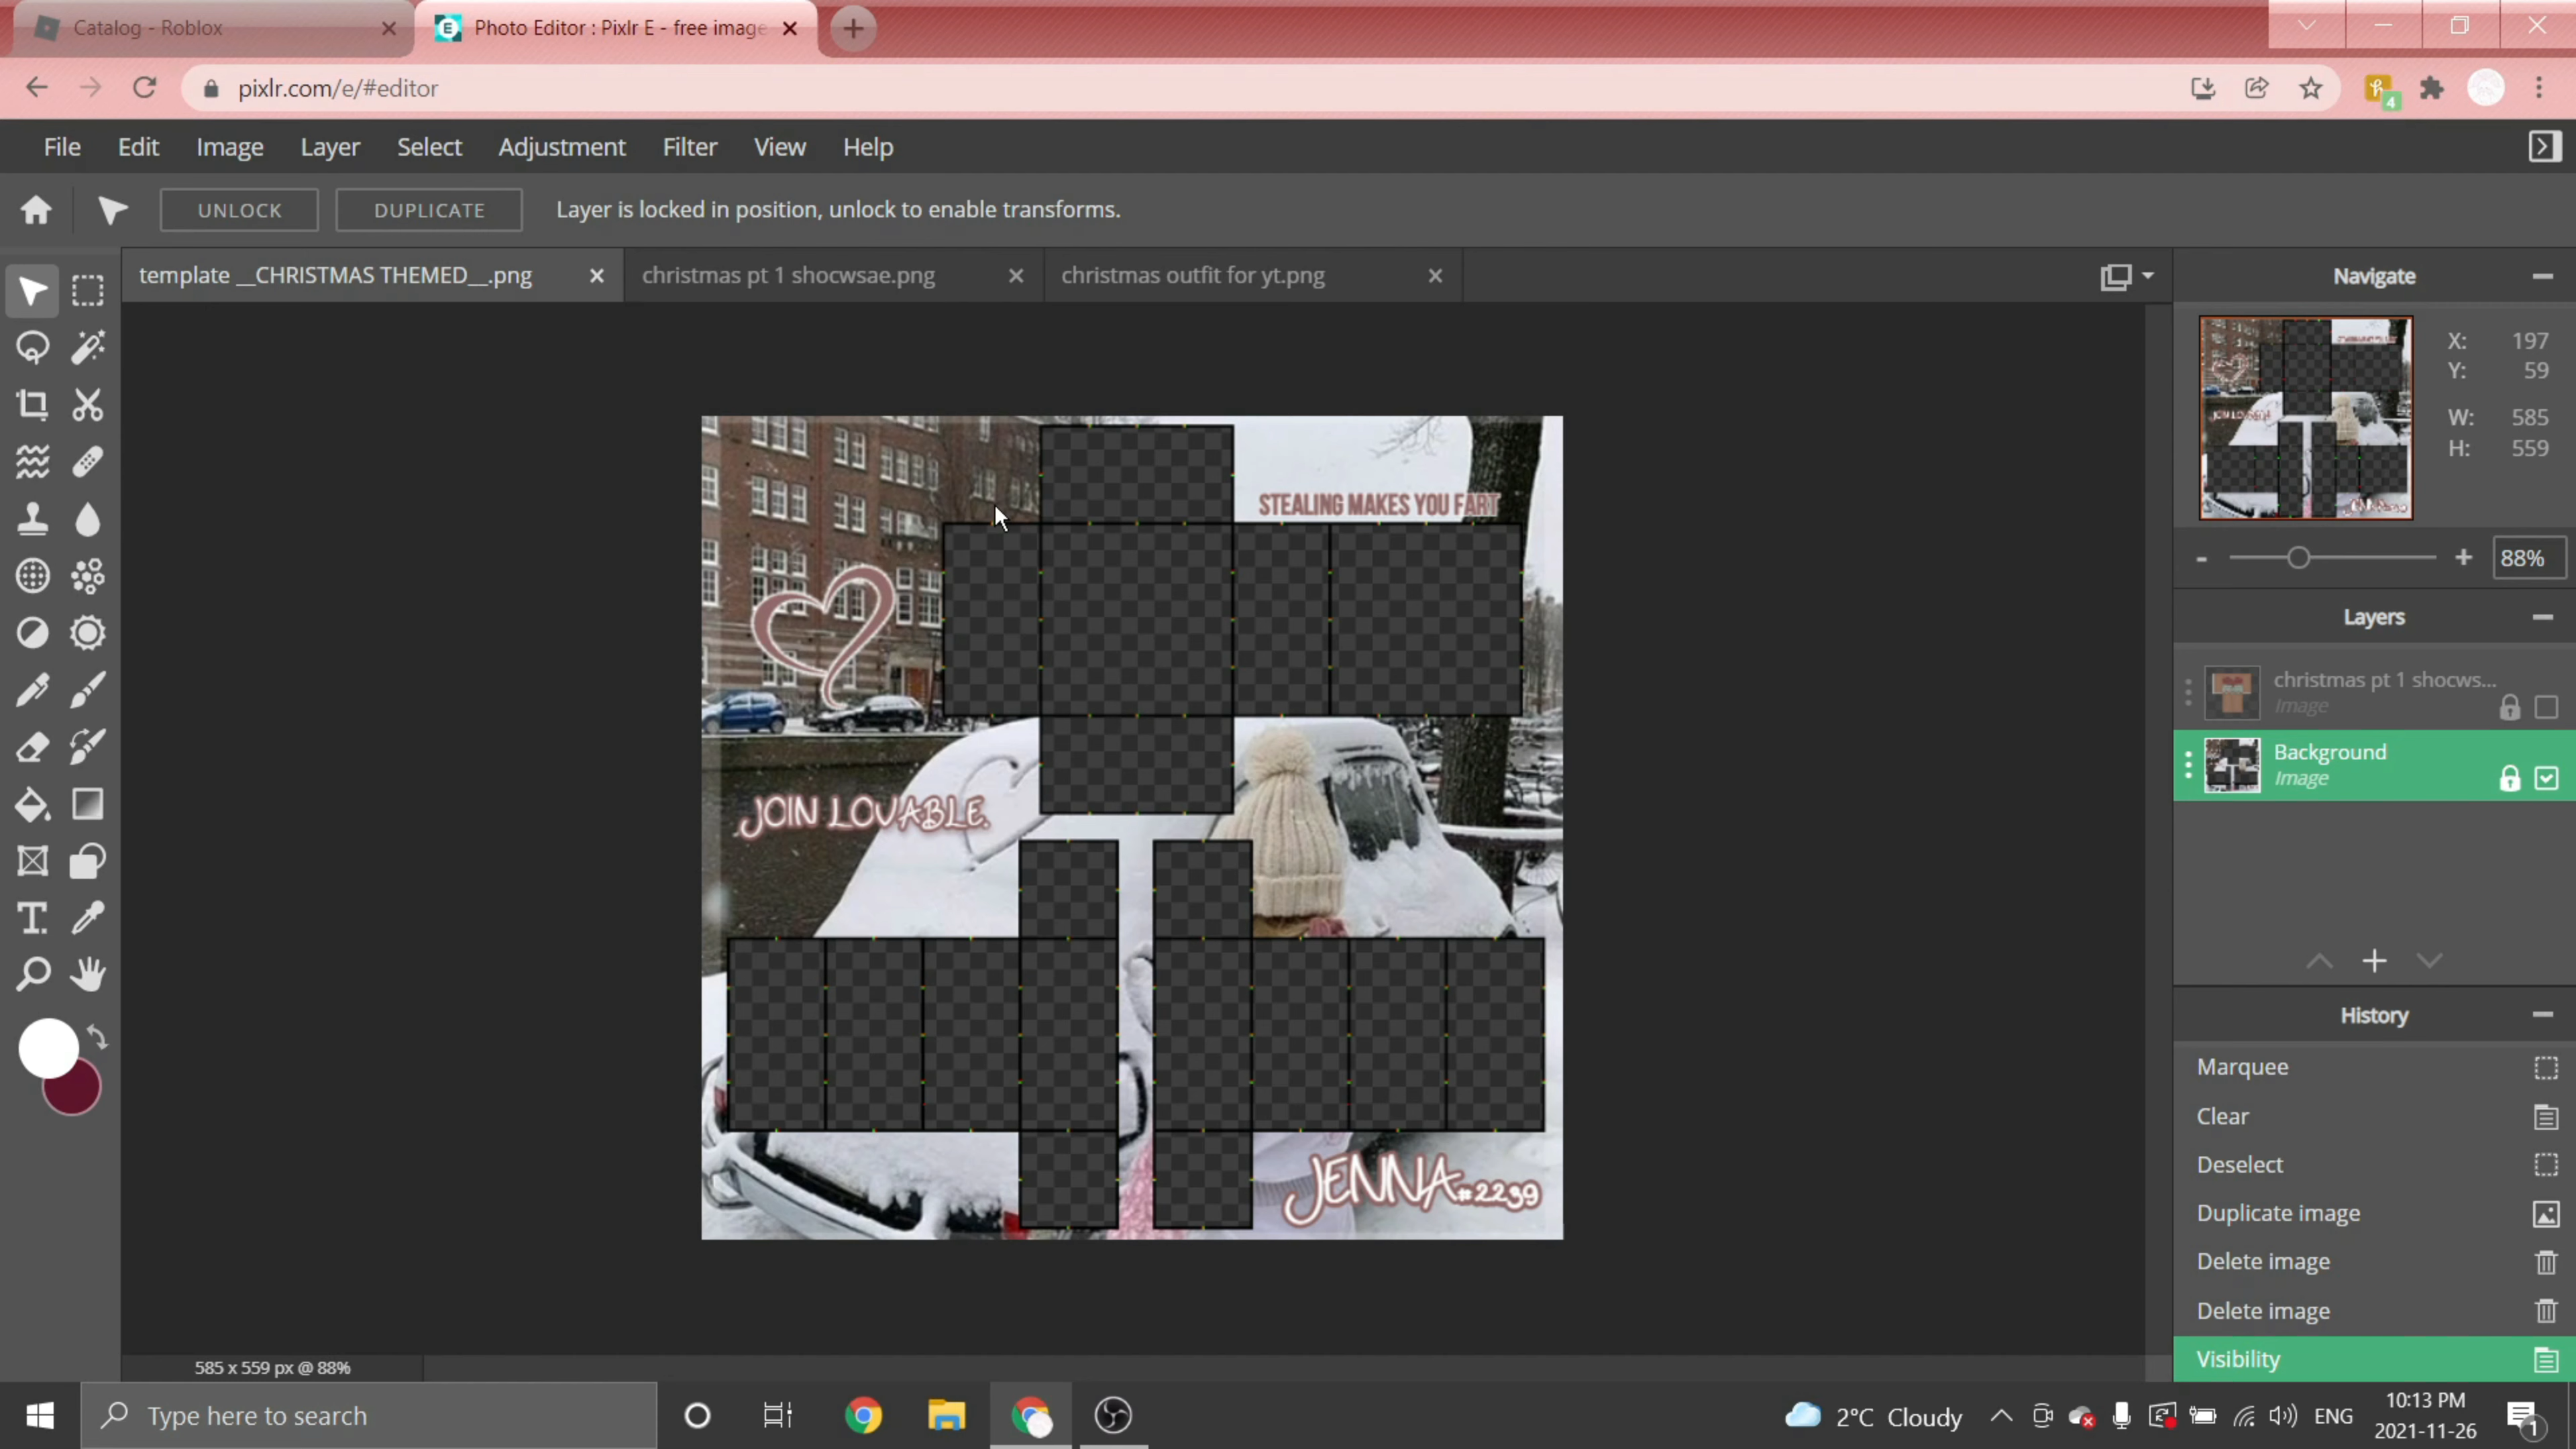 Catalog - Roblox
Photo Editor : Pixlr E - free image
pixlr.com/e/#editor
4
File Edit Image Layer Select Adjustment Filter View Help
UNLOCK DUPLICATE Layer is locked in position, unlock to enable transforms.
template __CHRISTMAS THEMED__.png
christmas pt 1 shocwsae.png
christmas outfit for yt.png
Navigate
X: 197
Y: 59
W: 585
H: 559
88%
Layers
christmas pt 1 shocws...
Image
Background
Image
History
Marquee
Clear
Deselect
Duplicate image
Delete image
Delete image
Visibility
STEALING MAKES YOU FART
JOIN LOVABLE.
JENNA#2239
585 x 559 px @ 88%
Type here to search
2°C Cloudy
ENG
10:13 PM
2021-11-26
1